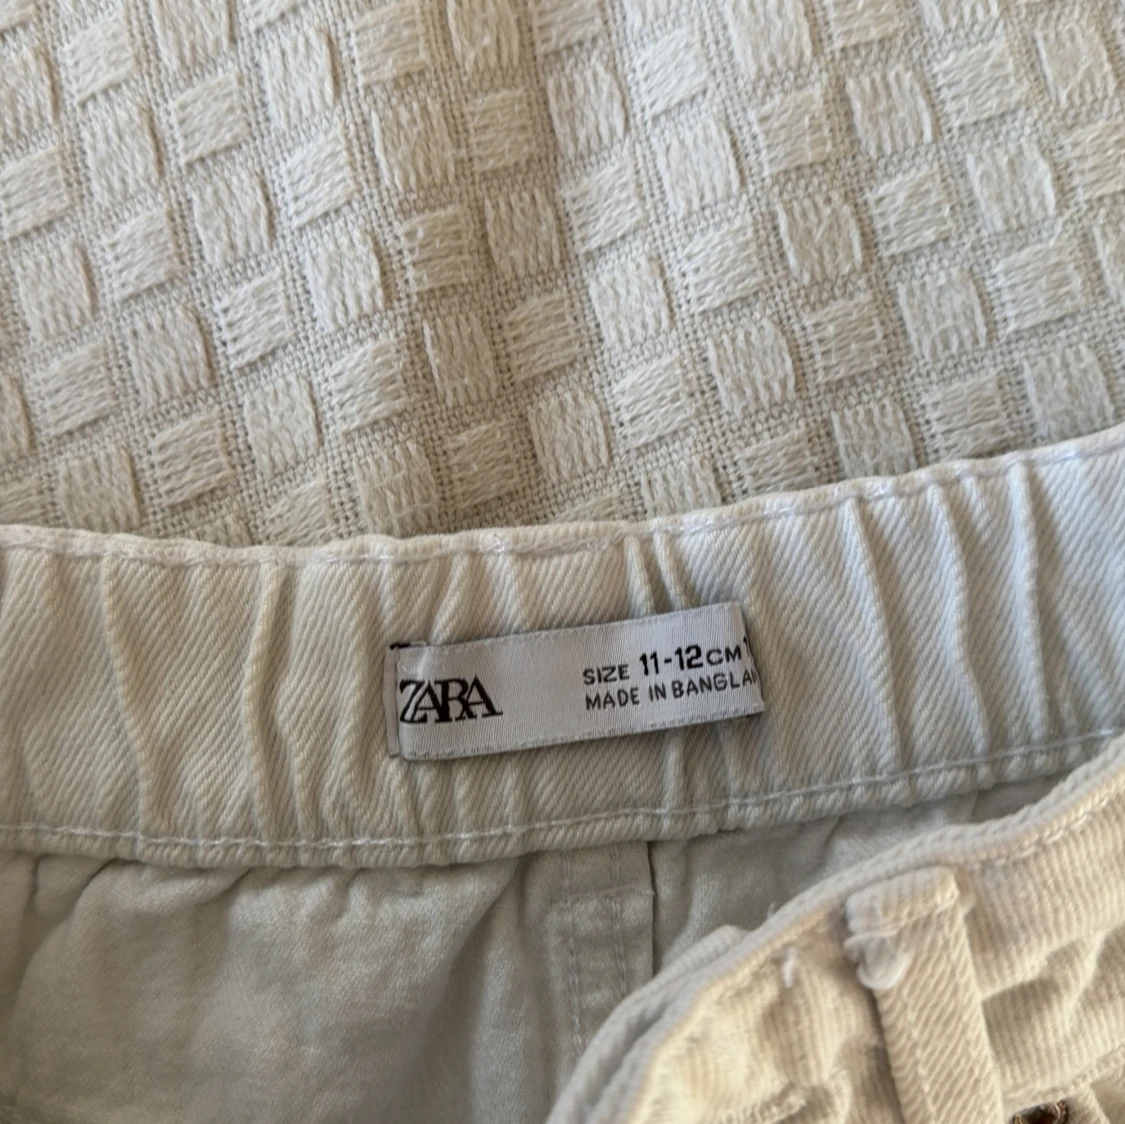 ZARA
SIZE 11-12 CM
MADE IN BANGLA